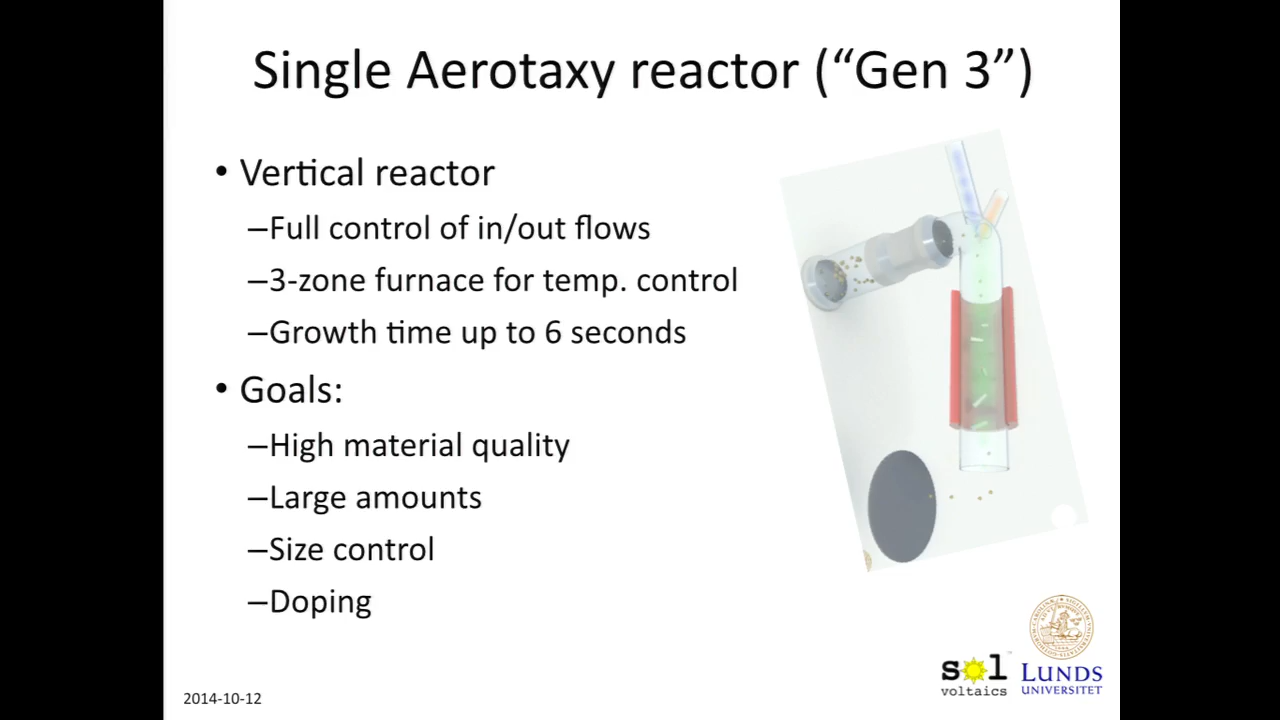 Single Aerotaxy reactor (“Gen 3”)
• Vertical reactor
–Full control of in/out flows
–3-zone furnace for temp. control
–Growth time up to 6 seconds
• Goals:
–High material quality
–Large amounts
–Size control
–Doping
2014-10-12
sol
voltaics
LUNDS
UNIVERSITET